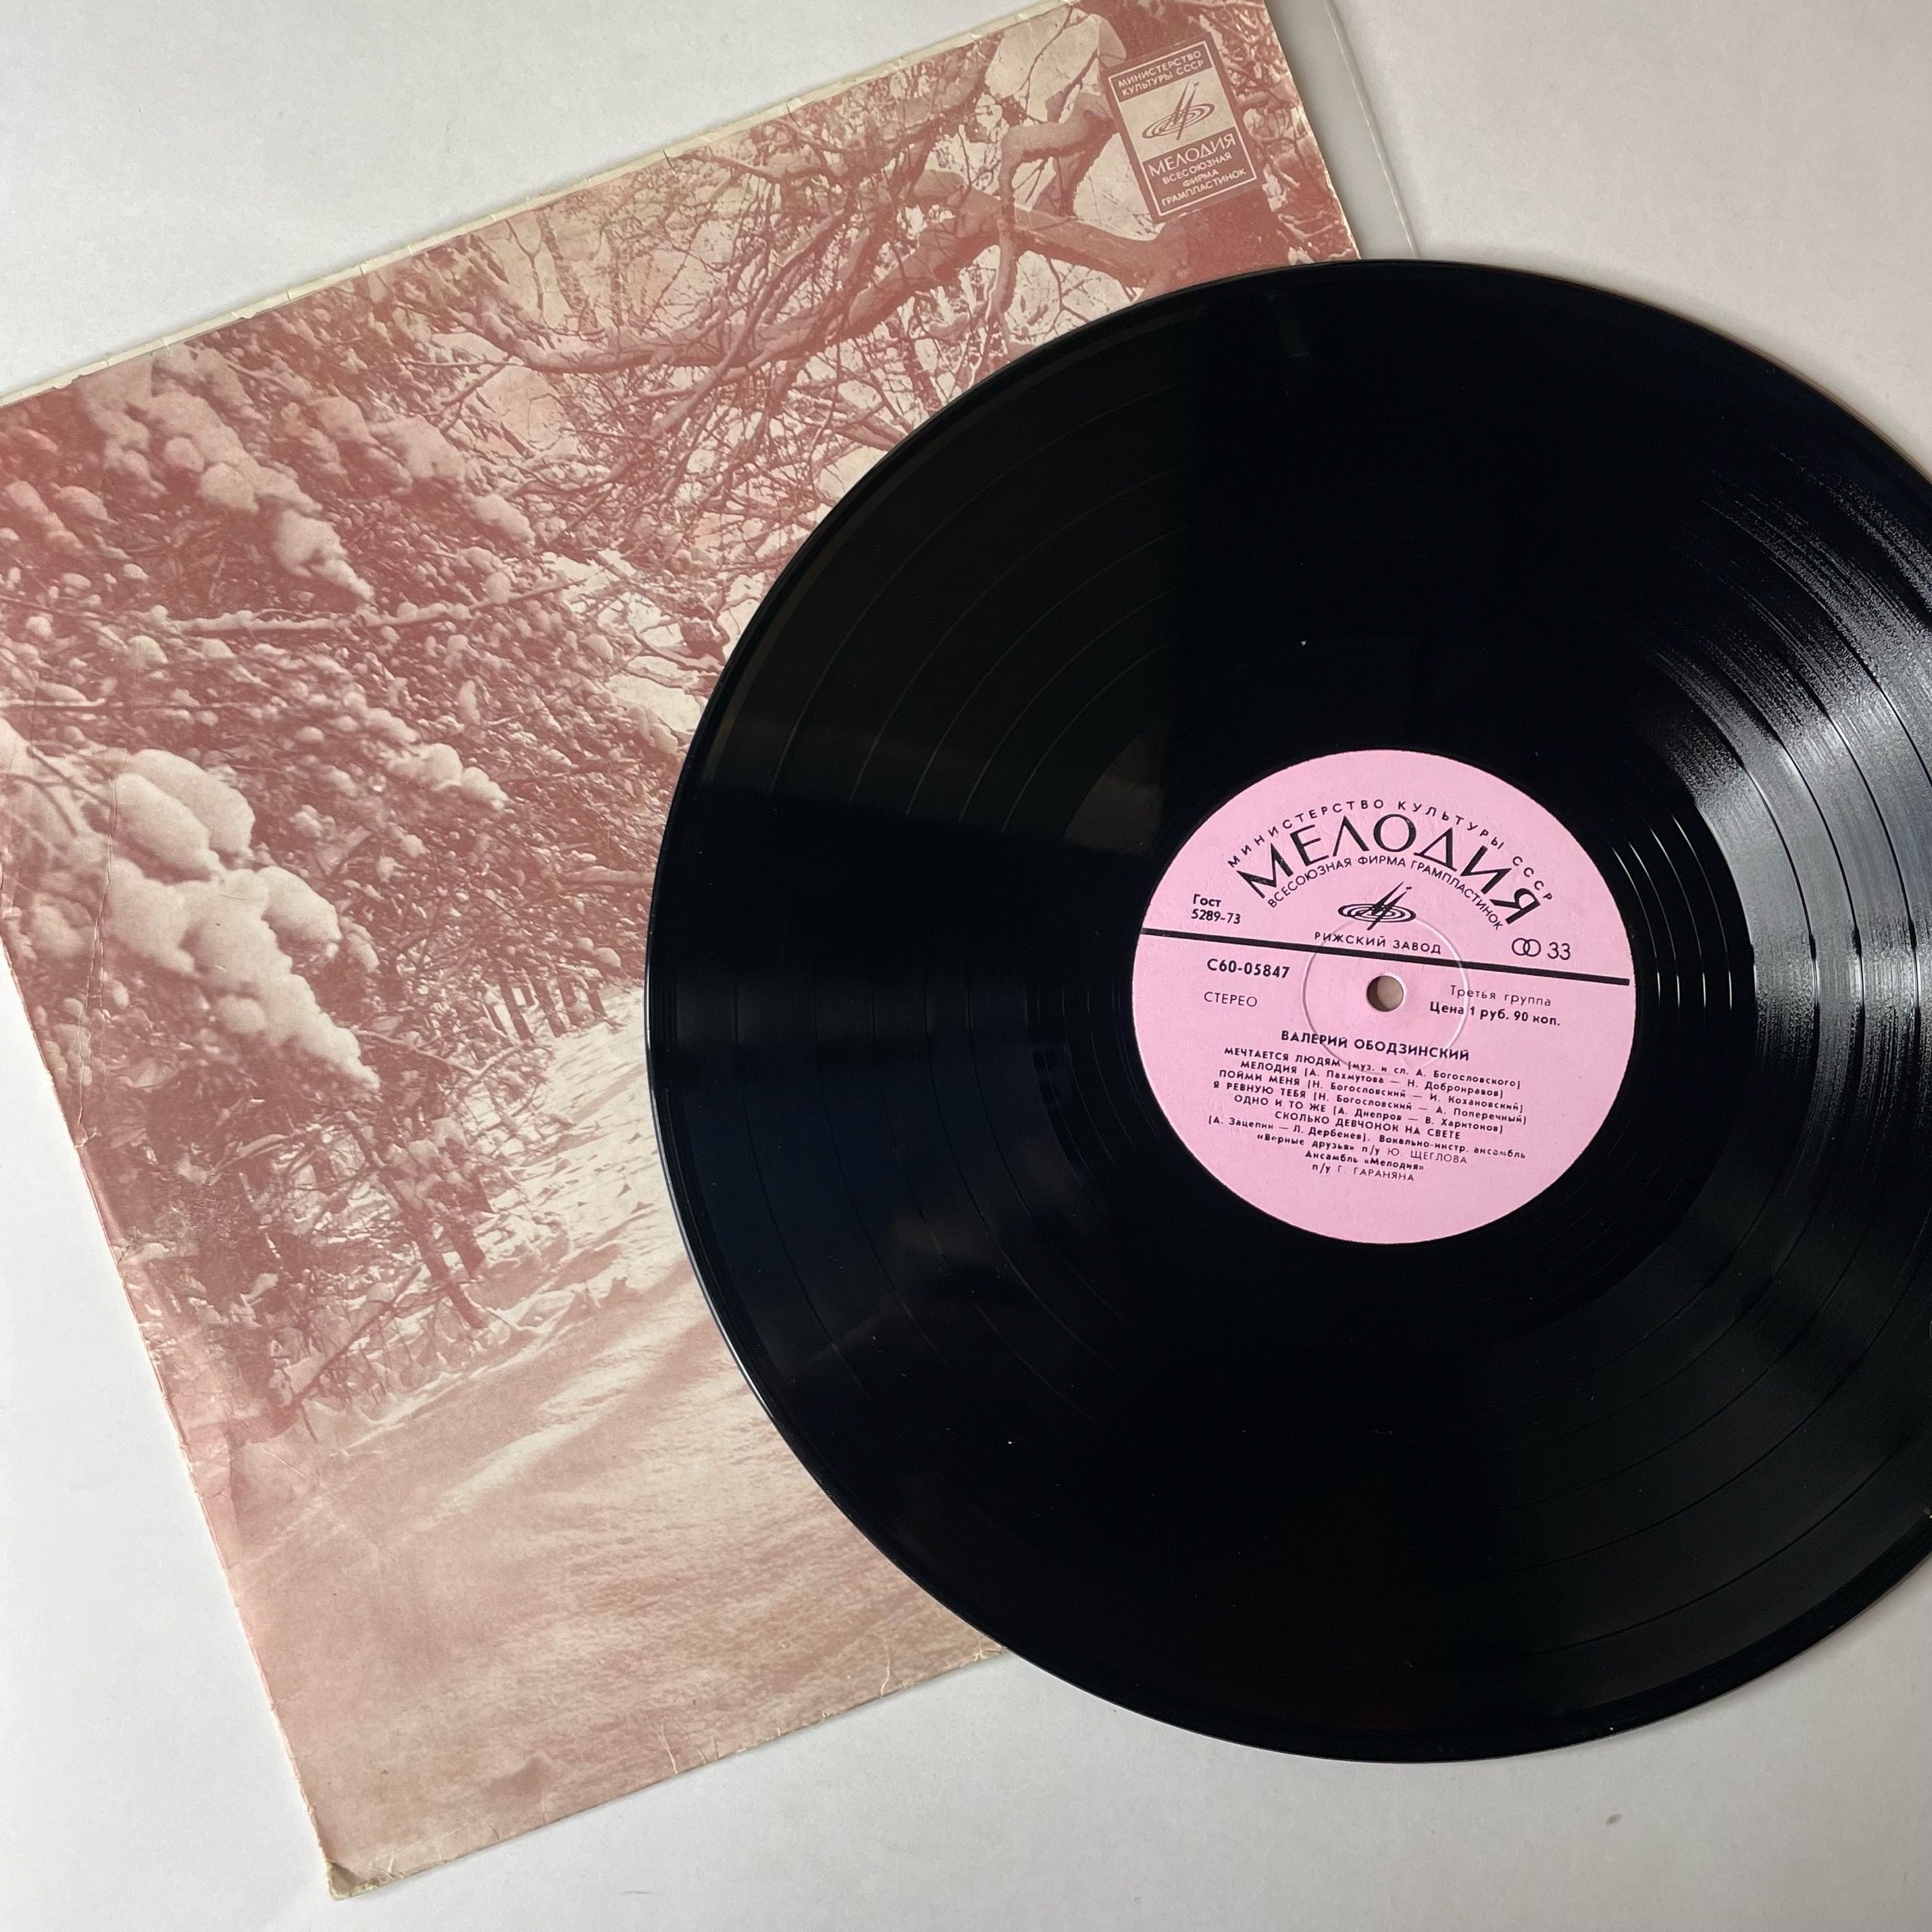 МИНИСТЕРСТВО
КУЛЬТУРЫ СССР
МЕЛОДИЯ
ВСЕСОЮЗНАЯ
ФИРМА
ГРАМПЛАСТИНОК
МИНИСТЕРСТВО КУЛЬТУРЫ СССР
МЕЛОДИЯ
ВСЕСОЮЗНАЯ ФИРМА ГРАМПЛАСТИНОК
Гост
5289-73
РИЖСКИЙ ЗАВОД
33
С60-05847
СТЕРЕО
Третья группа
Цена 1 руб. 90 коп.
ВАЛЕРИЙ ОБОДЗИНСКИЙ
МЕЧТАЕТСЯ ЛЮДЯМ (муз. и сл. А. Богословского)
МЕЛОДИЯ (А. Пахмутова — Н. Добронравов)
ПОЙМИ МЕНЯ (Н. Богословский — И. Кохановский)
Я РЕВНУЮ ТЕБЯ (Н. Богословский — А. Поперечный)
ОДНО И ТО ЖЕ (А. Днепров — В. Харитонов)
СКОЛЬКО ДЕВЧОНОК НА СВЕТЕ
(А. Зацепин — Л. Дербенев). Вокально-инстр. ансамбль
«Верные друзья» п/у Ю. ЩЕГЛОВА
Ансамбль «Мелодия»
п/у Г. ГАРАНЯНА